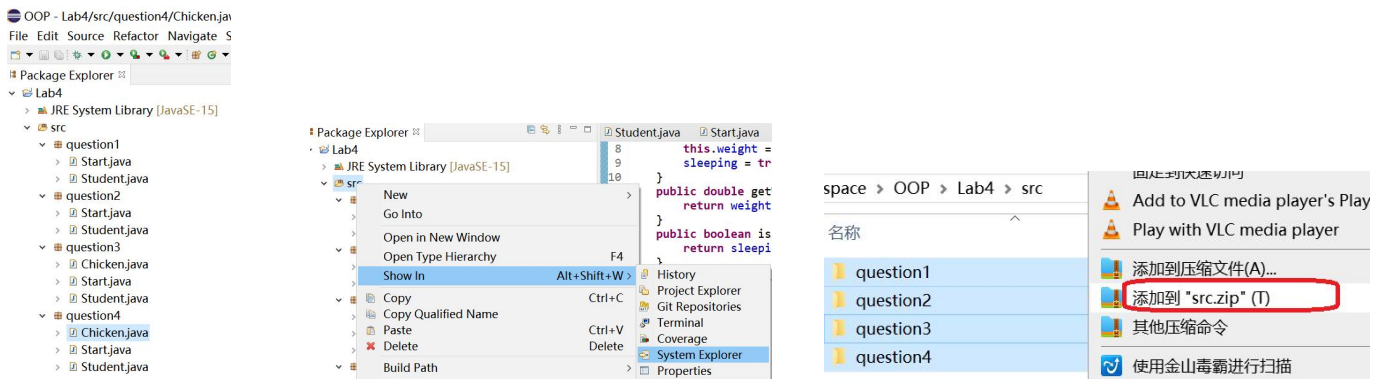 OOP - Lab4/src/question4/Chicken.jav
File Edit Source Refactor Navigate S
Package Explorer
Lab4
JRE System Library [JavaSE-15]
src
question1
Start.java
Student.java
question2
Start.java
Student.java
question3
Chicken.java
Start.java
Student.java
question4
Chicken.java
Start.java
Student.java
Package Explorer
Lab4
JRE System Library [JavaSE-15]
src
New
Go Into
Open in New Window
Open Type Hierarchy F4
Show In Alt+Shift+W >
Copy Ctrl+C
Copy Qualified Name
Paste Ctrl+V
Delete Delete
Build Path
History
Project Explorer
Git Repositories
Terminal
Coverage
System Explorer
Properties
Student.java Start.java
8 this.weight =
9 sleeping = tr
10 }
public double get
return weight
}
public boolean is
return sleepi
}
space > OOP > Lab4 > src
名称
question1
question2
question3
question4
固定到快速访问
Add to VLC media player's Play
Play with VLC media player
添加到压缩文件(A)...
添加到 "src.zip" (T)
其他压缩命令
使用金山毒霸进行扫描